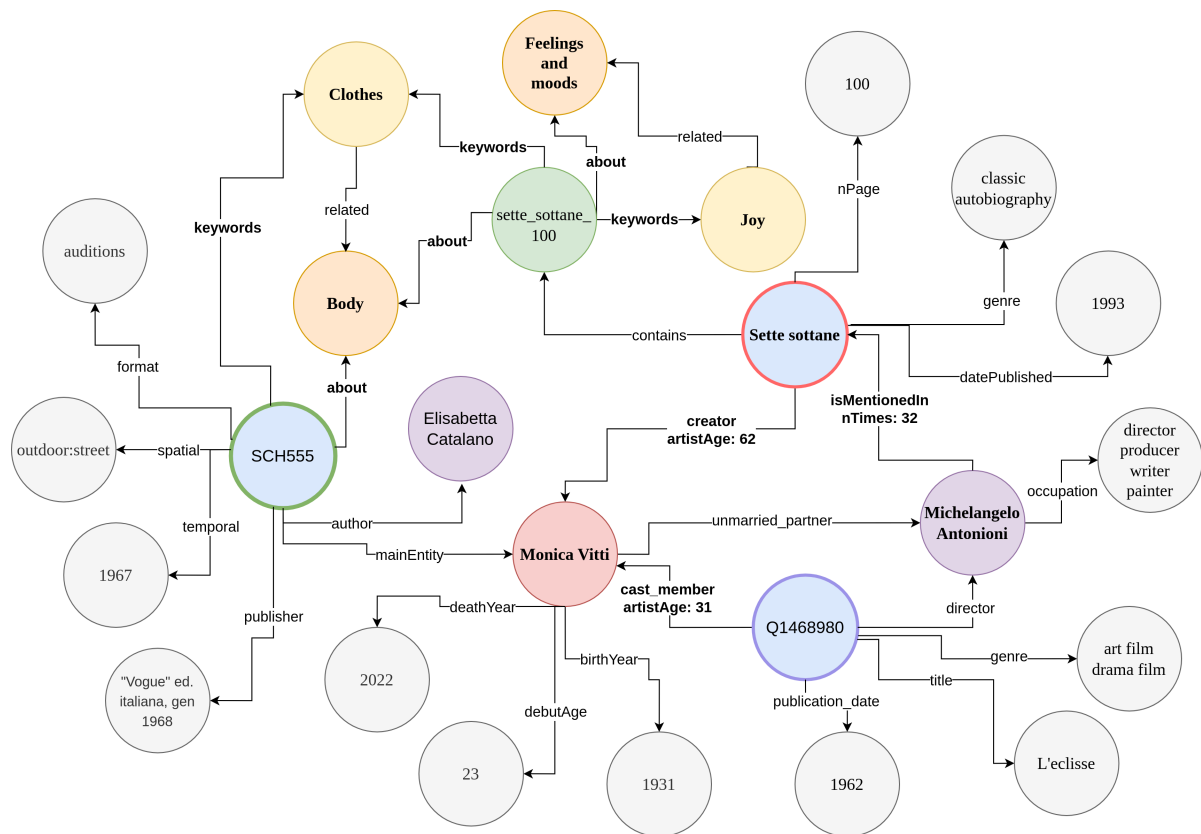 Feelings
and
moods
100
Clothes
related
keywords
about
nPage
classic
autobiography
related
sette_sottane_
100
keywords
Joy
keywords
about
auditions
Body
genre
1993
contains
Sette sottane
format
about
datePublished
isMentionedIn
nTimes: 32
Elisabetta
Catalano
creator
artistAge: 62
director
producer
writer
painter
outdoor:street
spatial
SCH555
occupation
temporal
author
unmarried_partner
Michelangelo
Antonioni
mainEntity
Monica Vitti
1967
cast_member
artistAge: 31
deathYear
director
publisher
Q1468980
art film
drama film
genre
birthYear
title
2022
"Vogue" ed.
italiana, gen
1968
publication_date
debutAge
L'eclisse
23
1931
1962